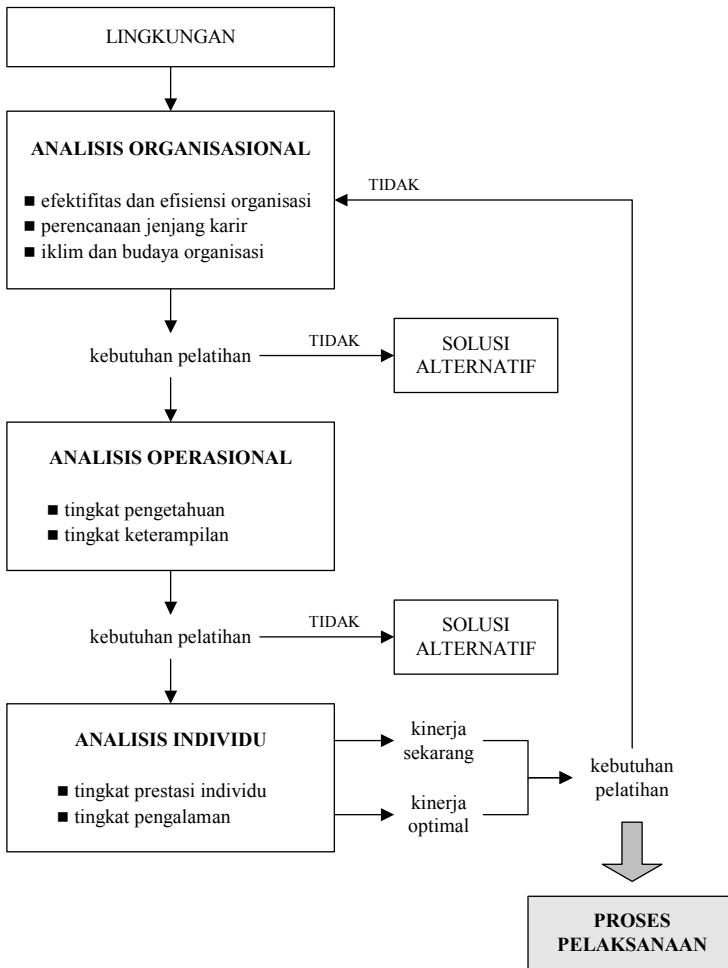 LINGKUNGAN
ANALISIS ORGANISASIONAL
■ efektifitas dan efisiensi organisasi
■ perencanaan jenjang karir
■ iklim dan budaya organisasi
TIDAK
kebutuhan pelatihan
TIDAK
SOLUSI
ALTERNATIF
ANALISIS OPERASIONAL
■ tingkat pengetahuan
■ tingkat keterampilan
kebutuhan pelatihan
TIDAK
SOLUSI
ALTERNATIF
ANALISIS INDIVIDU
■ tingkat prestasi individu
■ tingkat pengalaman
kinerja
sekarang
kinerja
optimal
kebutuhan
pelatihan
PROSES
PELAKSANAAN